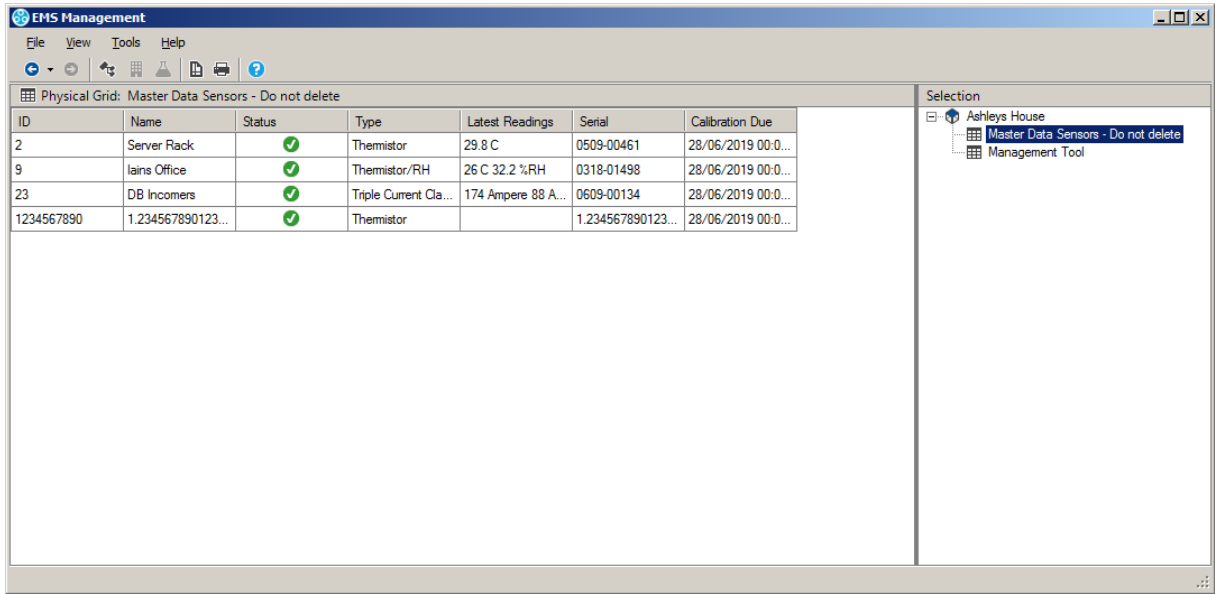 EMS Management
File View Tools Help
Physical Grid: Master Data Sensors - Do not delete
ID Name Status Type Latest Readings Serial Calibration Due
2 Server Rack Thermistor 29.8 C 0509-00461 28/06/2019 00:0...
9 Iains Office Thermistor/RH 26 C 32.2 %RH 0318-01498 28/06/2019 00:0...
23 DB Incomers Triple Current Cla... 174 Ampere 88 A... 0609-00134 28/06/2019 00:0...
1234567890 1.234567890123... Thermistor 1.234567890123... 28/06/2019 00:0...
Selection
Ashleys House
Master Data Sensors - Do not delete
Management Tool